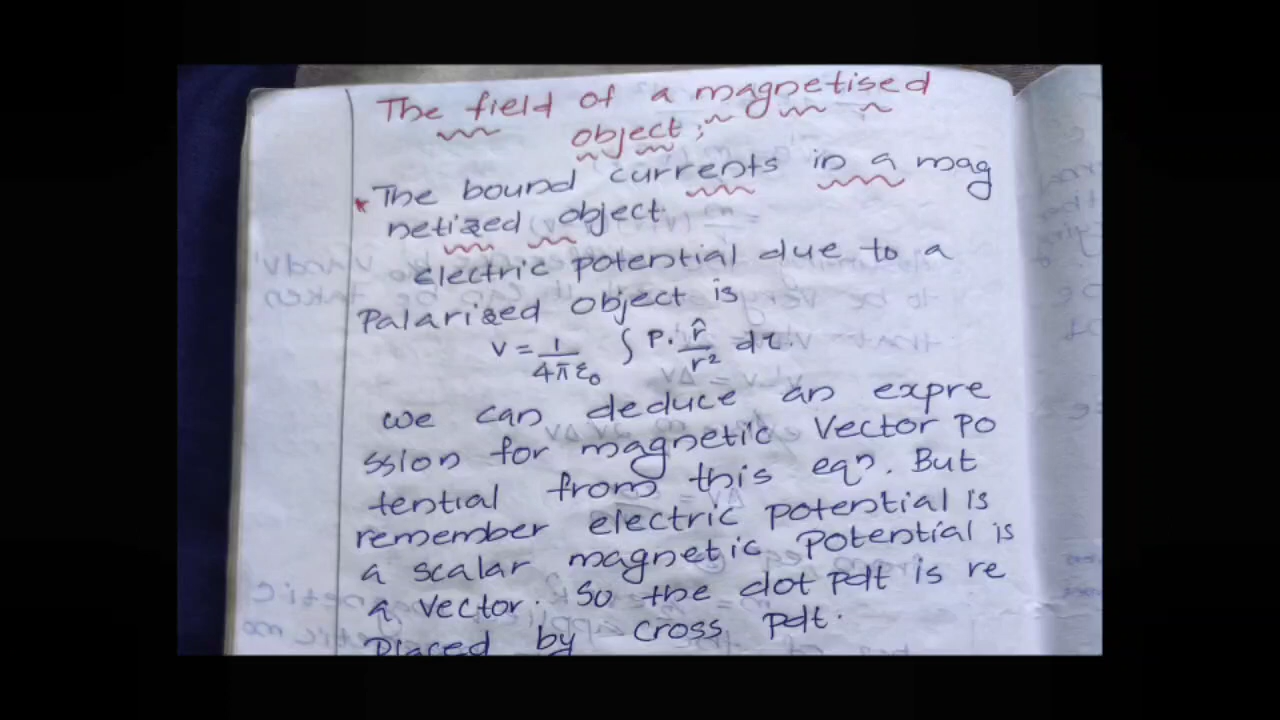 The field of a magnetised
object;
The bound currents in a mag
netized object
electric potential due to a
Palarized object is
V = 1/4πε₀ ∫ P. r̂/r² dτ.
we can deduce an expre
ssion for magnetic vector po
tential from this eqn. But
remember electric potential is
a scalar magnetic potential is
a vector. So the dot pdt is re
placed by cross pdt.